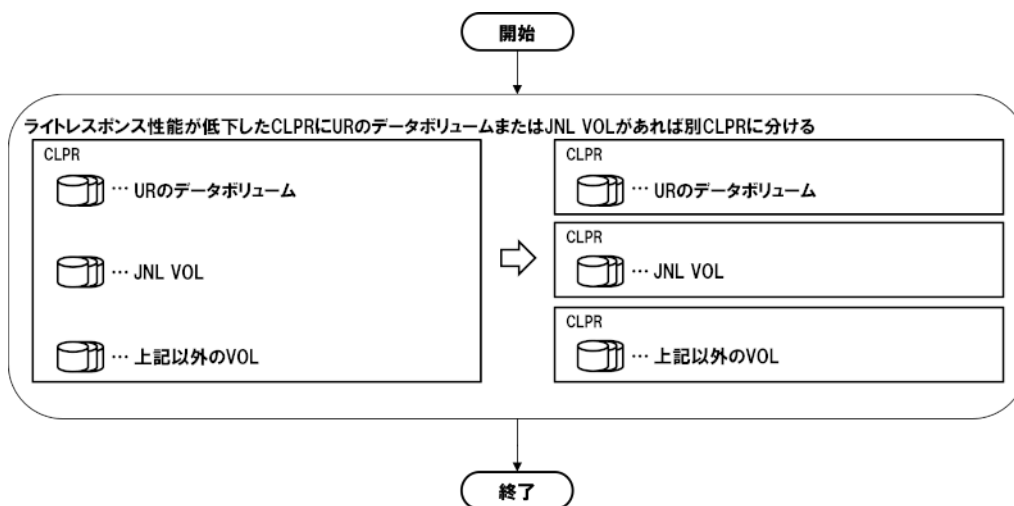 開始
ライトレスポンス性能が低下したCLPRにURのデータボリュームまたはJNL VOLがあれば別CLPRに分ける
CLPR
… URのデータボリューム
… JNL VOL
… 上記以外のVOL
CLPR
… URのデータボリューム
CLPR
… JNL VOL
CLPR
… 上記以外のVOL
終了